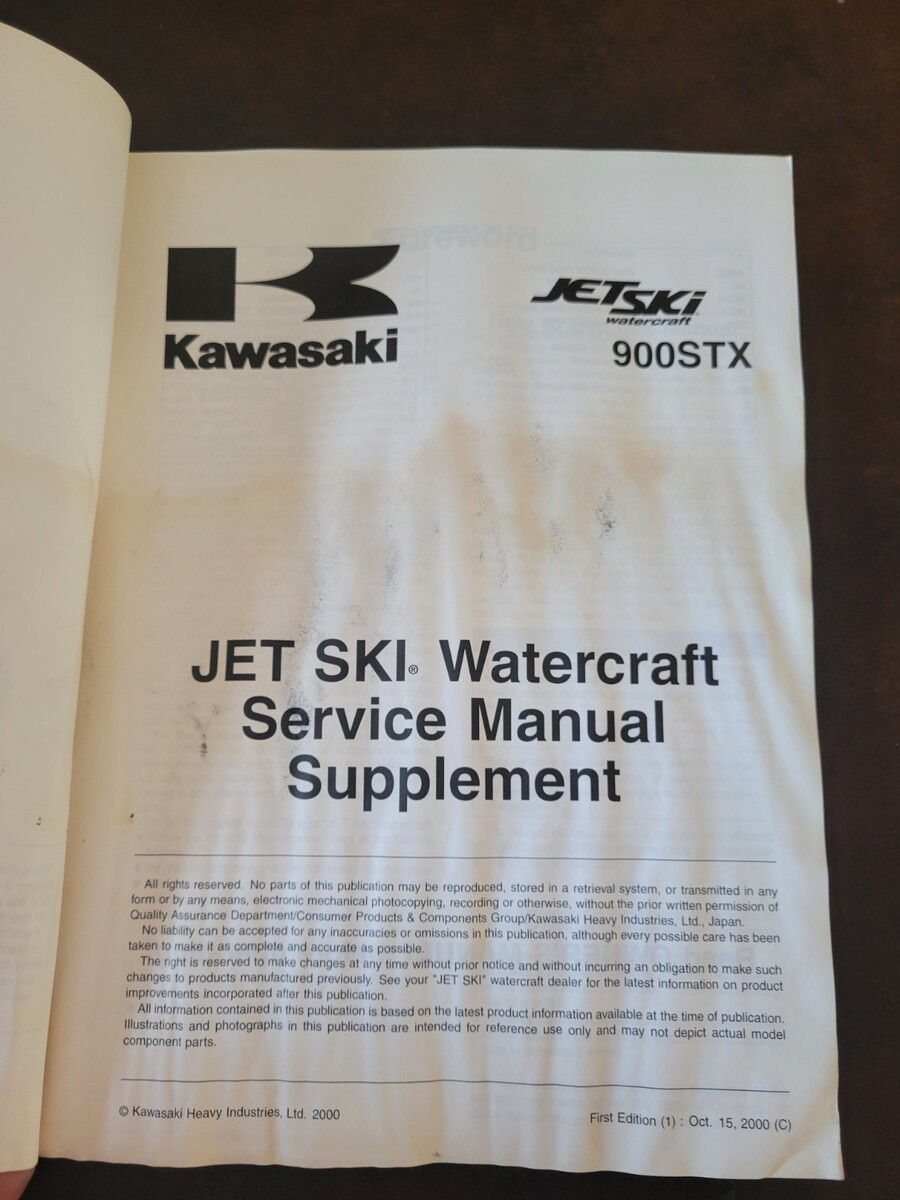 Kawasaki
JET SKI
watercraft
900STX
JET SKI® Watercraft
Service Manual
Supplement
All rights reserved. No parts of this publication may be reproduced, stored in a retrieval system, or transmitted in any
form or by any means, electronic mechanical photocopying, recording or otherwise, without the prior written permission of
Quality Assurance Department/Consumer Products & Components Group/Kawasaki Heavy Industries, Ltd., Japan.
No liability can be accepted for any inaccuracies or omissions in this publication, although every possible care has been
taken to make it as complete and accurate as possible.
The right is reserved to make changes at any time without prior notice and without incurring an obligation to make such
changes to products manufactured previously. See your "JET SKI" watercraft dealer for the latest information on product
improvements incorporated after this publication.
All information contained in this publication is based on the latest product information available at the time of publication.
Illustrations and photographs in this publication are intended for reference use only and may not depict actual model
component parts.
© Kawasaki Heavy Industries, Ltd. 2000
First Edition (1) : Oct. 15, 2000 (C)